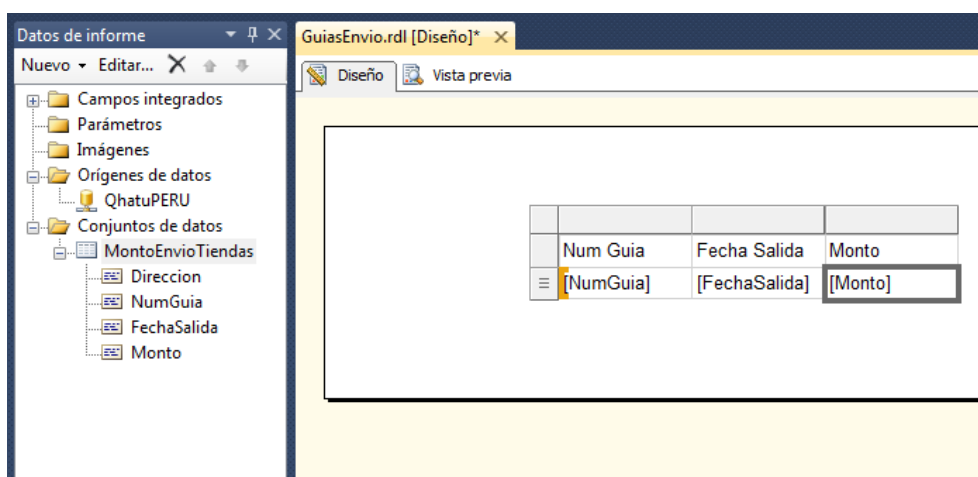 Datos de informe
Nuevo Editar...
Campos integrados
Parámetros
Imágenes
Orígenes de datos
QhatuPERU
Conjuntos de datos
MontoEnvioTiendas
Direccion
NumGuia
FechaSalida
Monto
GuiasEnvio.rdl [Diseño]*
Diseño Vista previa
Num Guia Fecha Salida Monto
[NumGuia] [FechaSalida] [Monto]